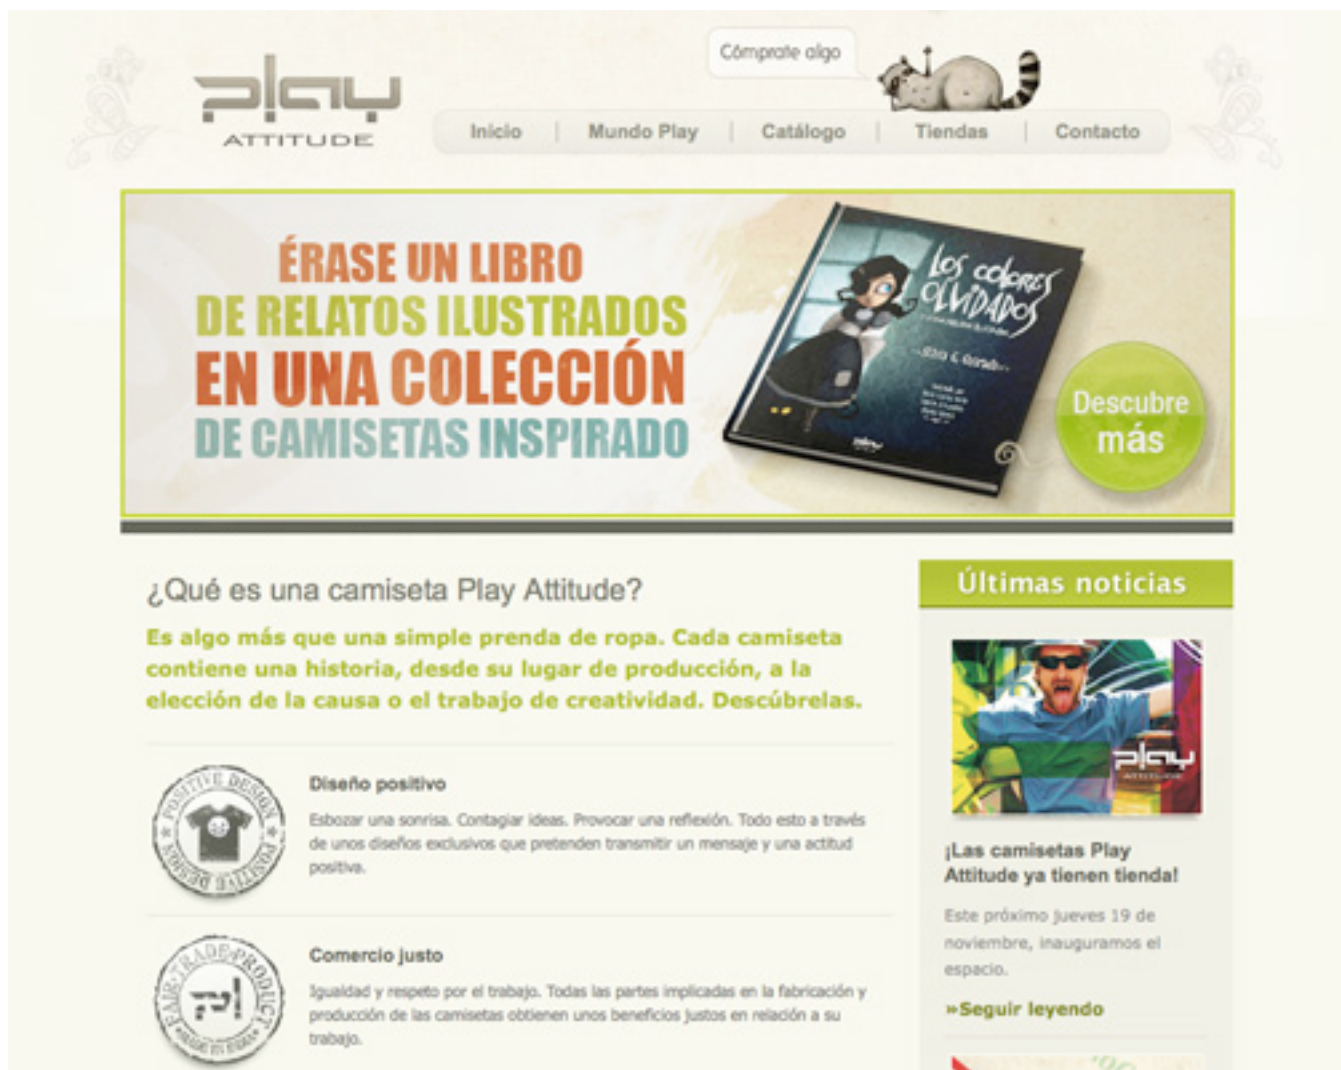 Cómprate algo
play
ATTITUDE
Inicio
Mundo Play
Catálogo
Tiendas
Contacto
ÉRASE UN LIBRO
DE RELATOS ILUSTRADOS
EN UNA COLECCIÓN
DE CAMISETAS INSPIRADO
LOS COLORES
OLVIDADOS
play
Descubre
más
¿Qué es una camiseta Play Attitude?
Es algo más que una simple prenda de ropa. Cada camiseta
contiene una historia, desde su lugar de producción, a la
elección de la causa o el trabajo de creatividad. Descúbrelas.
POSITIVE DESIGN
POSITIVE DESIGN
Diseño positivo
Esbozar una sonrisa. Contagiar ideas. Provocar una reflexión. Todo esto a través
de unos diseños exclusivos que pretenden transmitir un mensaje y una actitud
positiva.
FAIR-TRADE-PRODUCT
Comercio justo
Igualdad y respeto por el trabajo. Todas las partes implicadas en la fabricación y
producción de las camisetas obtienen unos beneficios justos en relación a su
trabajo.
Últimas noticias
play
ATTITUDE
¡Las camisetas Play
Attitude ya tienen tienda!
Este próximo jueves 19 de
noviembre, inauguramos el
espacio.
»Seguir leyendo